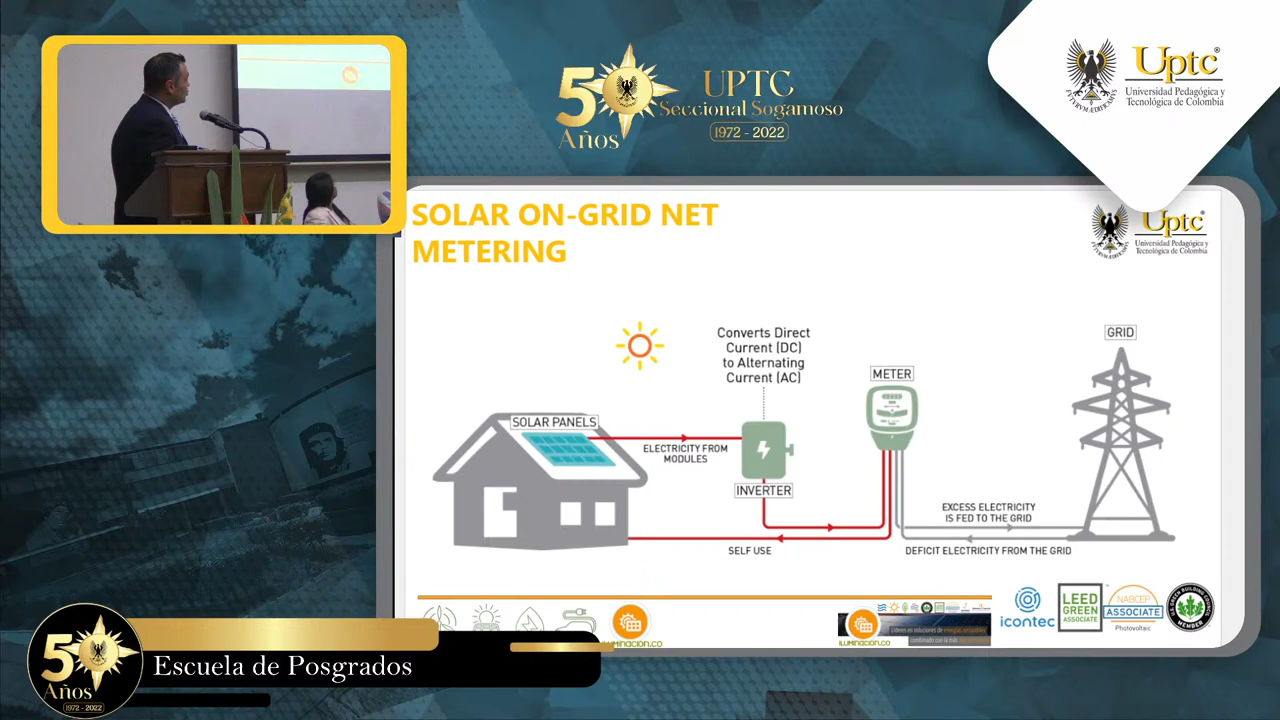 50
Años
UPTC
Seccional Sogamoso
1972 - 2022
Uptc
Universidad Pedagógica y
Tecnológica de Colombia
SOLAR ON-GRID NET
METERING
Uptc
Universidad Pedagógica y
Tecnológica de Colombia
Converts Direct
Current (DC)
to Alternating
Current (AC)
GRID
METER
SOLAR PANELS
ELECTRICITY FROM
MODULES
INVERTER
EXCESS ELECTRICITY
IS FED TO THE GRID
SELF USE
DEFICIT ELECTRICITY FROM THE GRID
icontec
LEED
GREEN
ASSOCIATE
NABCEP
ASSOCIATE
Photovoltaic
MEMBER
ILUMINACION.CO
50
Años
1972 - 2022
Escuela de Posgrados